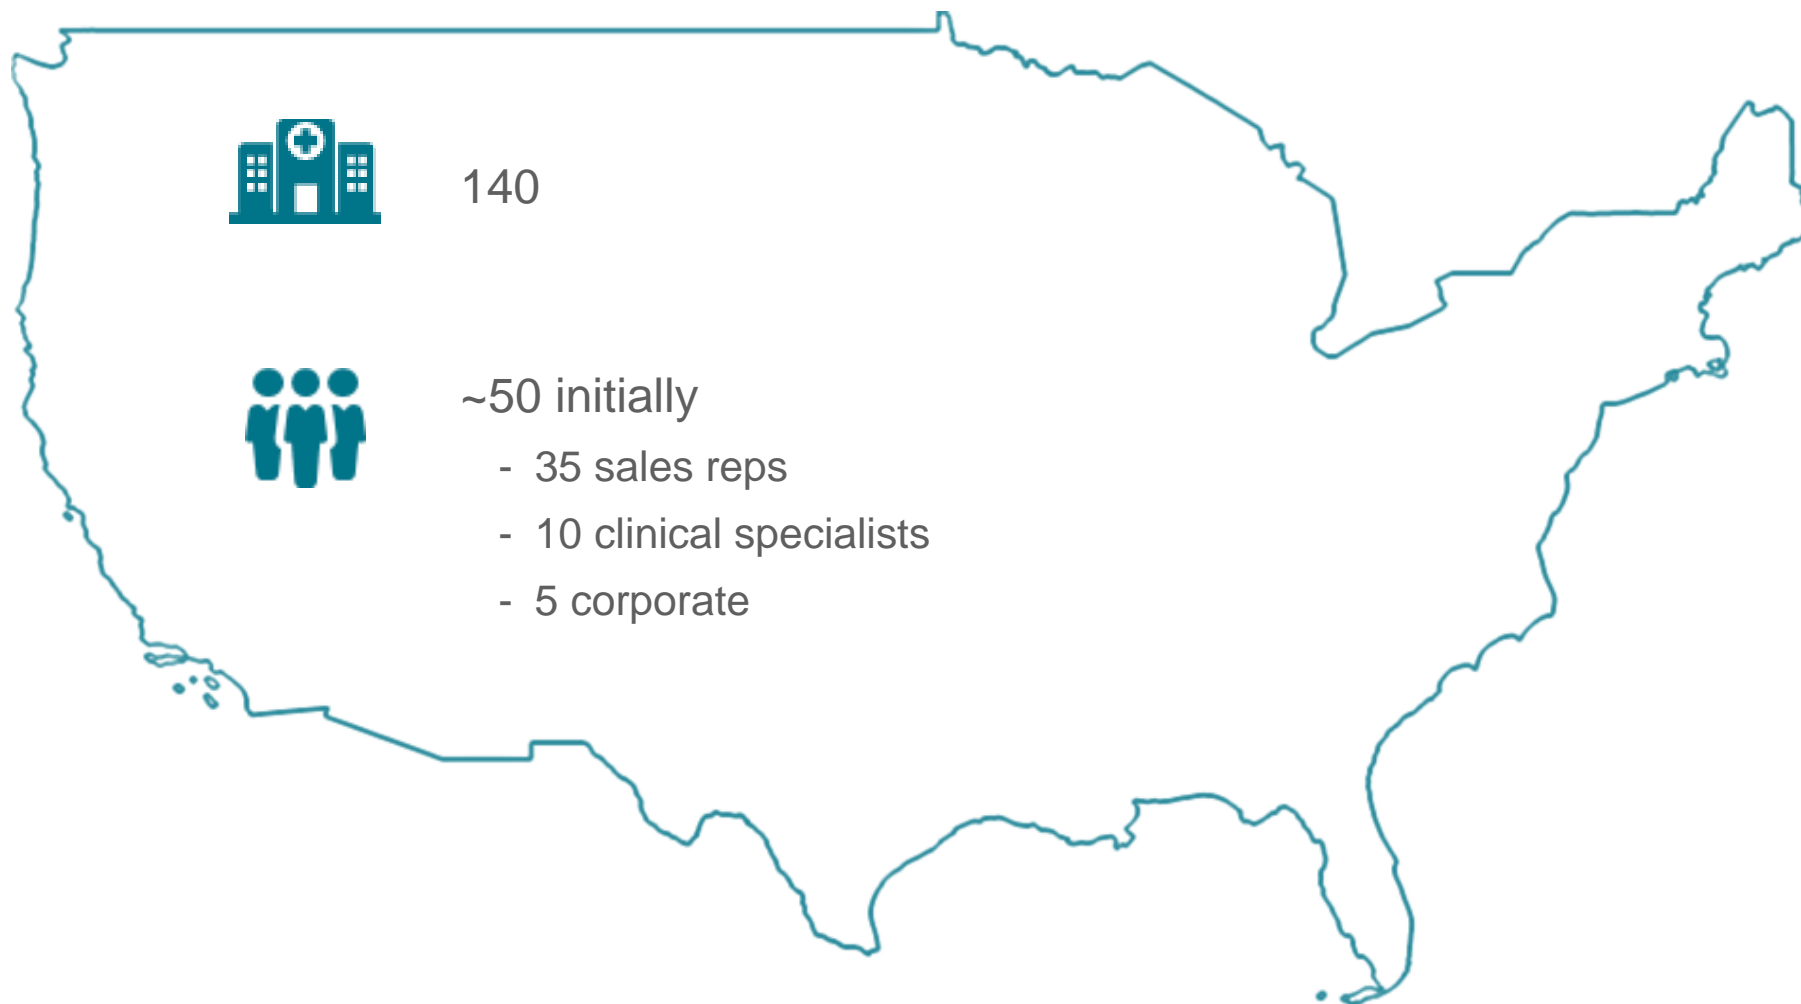 140
~50 initially
- 35 sales reps
- 10 clinical specialists
- 5 corporate